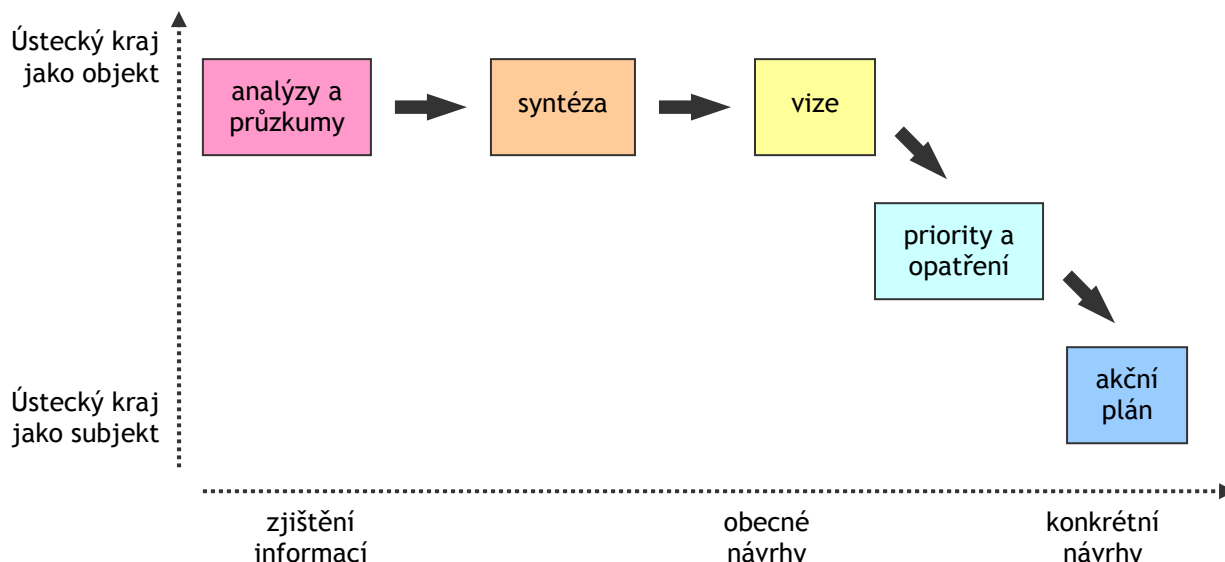 Ústecký kraj
jako objekt
analýzy a
průzkumy
syntéza
vize
priority a
opatření
akční
plán
Ústecký kraj
jako subjekt
zjištění
informací
obecné
návrhy
konkrétní
návrhy